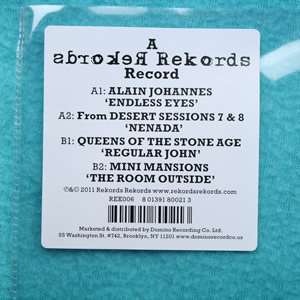 A
Rekords Rekords
Record
A1: ALAIN JOHANNES
‘ENDLESS EYES’
A2: From DESERT SESSIONS 7 & 8
‘NENADA’
B1: QUEENS OF THE STONE AGE
‘REGULAR JOHN’
B2: MINI MANSIONS
‘THE ROOM OUTSIDE’
℗&© 2011 Rekords Rekords www.rekordsrekords.com
REK006 8 01391 80021 3
Marketed & distributed by Domino Recording Co. Ltd.
55 Washington St. #742, Brooklyn, NY 11201. www.dominorecordco.us